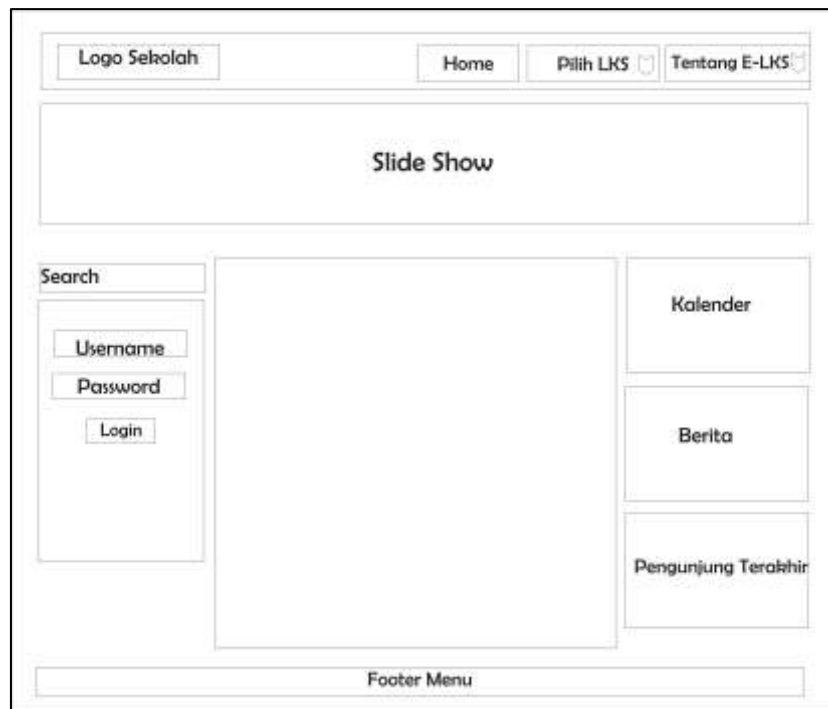 Logo Sekolah
Home
Pilih LKS
Tentang E-LKS
Slide Show
Search
Username
Password
Login
Kalender
Berita
Pengunjung Terakhir
Footer Menu